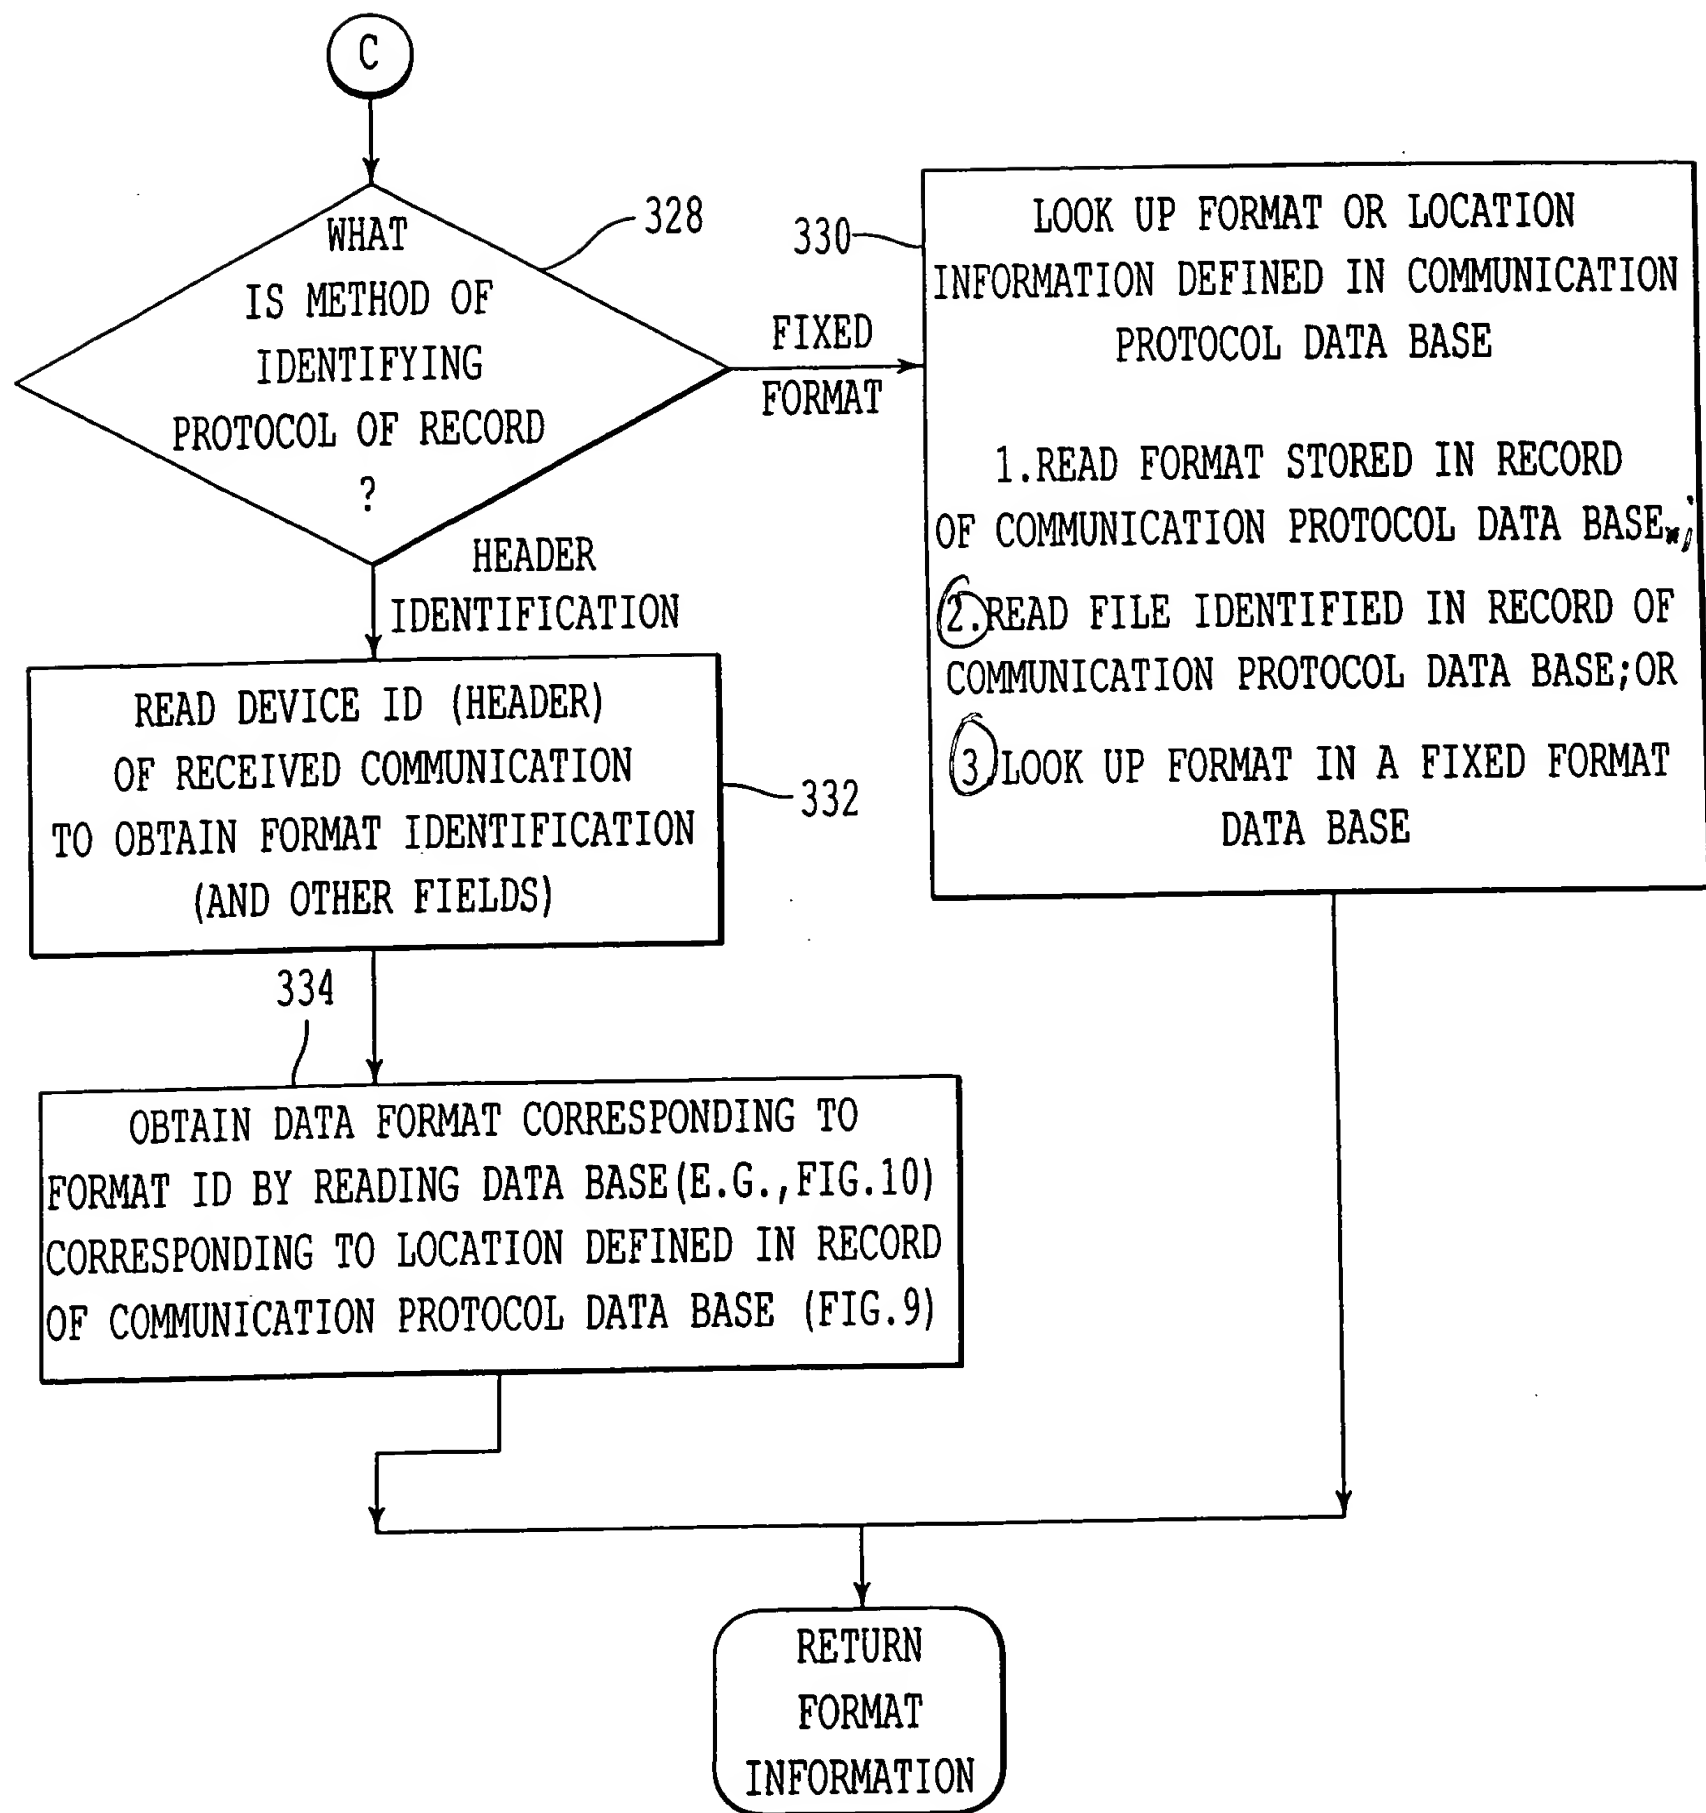 C
WHAT
IS METHOD OF
IDENTIFYING
PROTOCOL OF RECORD
?
328
FIXED
FORMAT
330
LOOK UP FORMAT OR LOCATION
INFORMATION DEFINED IN COMMUNICATION
PROTOCOL DATA BASE
1.READ FORMAT STORED IN RECORD
OF COMMUNICATION PROTOCOL DATA BASE;
2.READ FILE IDENTIFIED IN RECORD OF
COMMUNICATION PROTOCOL DATA BASE;OR
3.LOOK UP FORMAT IN A FIXED FORMAT
DATA BASE
HEADER
IDENTIFICATION
READ DEVICE ID (HEADER)
OF RECEIVED COMMUNICATION
TO OBTAIN FORMAT IDENTIFICATION
(AND OTHER FIELDS)
332
334
OBTAIN DATA FORMAT CORRESPONDING TO
FORMAT ID BY READING DATA BASE(E.G.,FIG.10)
CORRESPONDING TO LOCATION DEFINED IN RECORD
OF COMMUNICATION PROTOCOL DATA BASE (FIG.9)
RETURN
FORMAT
INFORMATION